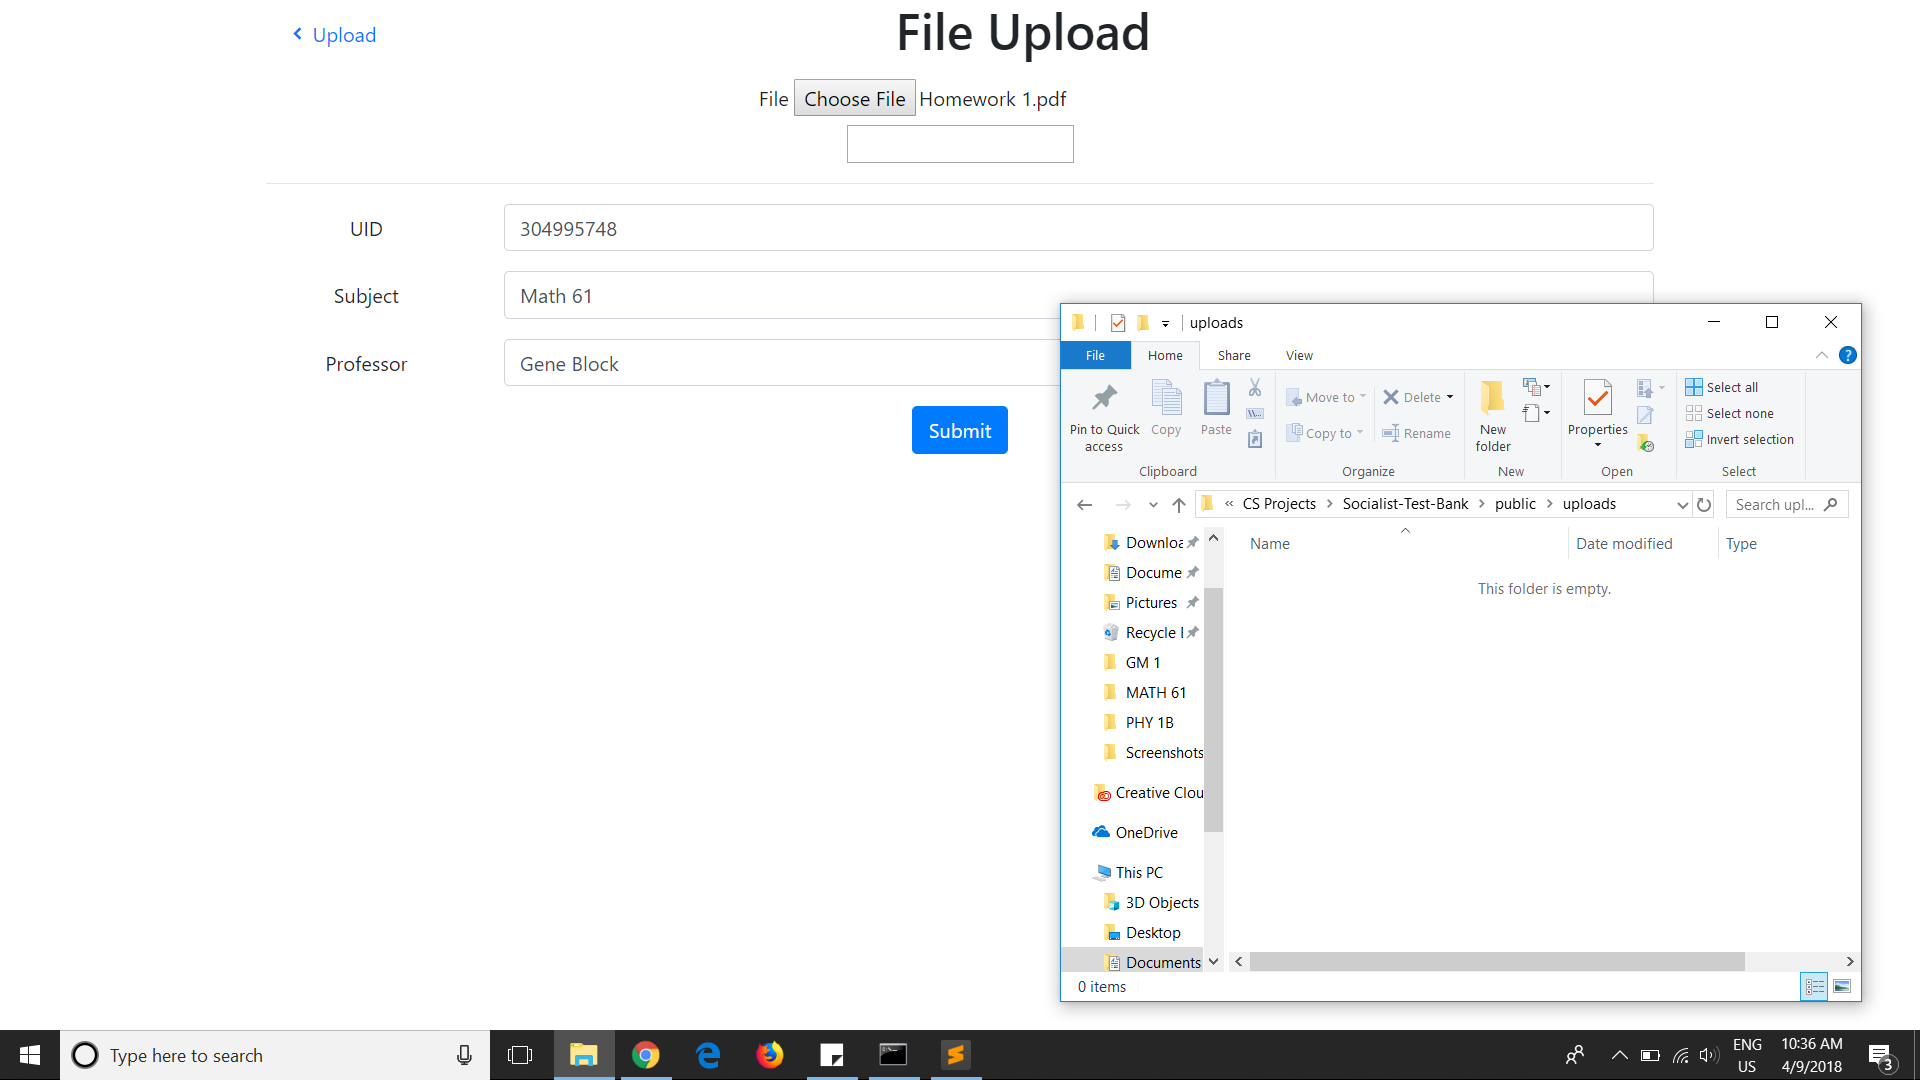 Upload
File Upload
File Choose File Homework 1.pdf
UID 304995748
Subject Math 61
Professor Gene Block
Submit
uploads
File Home Share View
Pin to Quick access
Copy
Paste
Clipboard
Move to
Copy to
Delete
Rename
Organize
New folder
New
Properties
Open
Select all
Select none
Invert selection
Select
« CS Projects > Socialist-Test-Bank > public > uploads
Search upl...
Name Date modified Type
This folder is empty.
Downloa
Docume
Pictures
Recycle
GM 1
MATH 61
PHY 1B
Screenshots
Creative Clou
OneDrive
This PC
3D Objects
Desktop
Documents
0 items
Type here to search
ENG
US
10:36 AM
4/9/2018
3